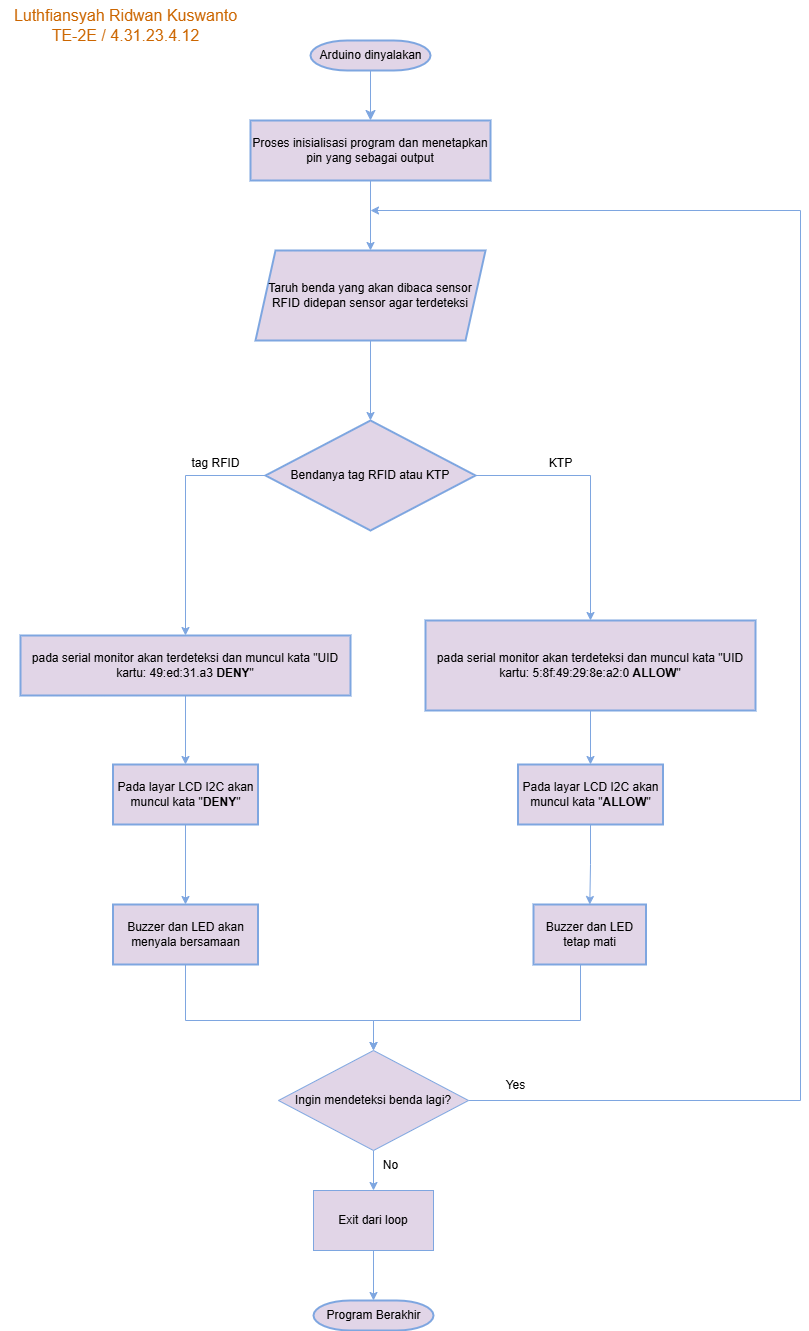 Luthfiansyah Ridwan Kuswanto
TE-2E / 4.31.23.4.12
Arduino dinyalakan
Proses inisialisasi program dan menetapkan
pin yang sebagai output
Taruh benda yang akan dibaca sensor
RFID didepan sensor agar terdeteksi
tag RFID
KTP
Bendanya tag RFID atau KTP
pada serial monitor akan terdeteksi dan muncul kata "UID
kartu: 49:ed:31.a3 DENY"
pada serial monitor akan terdeteksi dan muncul kata "UID
kartu: 5:8f:49:29:8e:a2:0 ALLOW"
Pada layar LCD I2C akan
muncul kata "DENY"
Pada layar LCD I2C akan
muncul kata "ALLOW"
Buzzer dan LED akan
menyala bersamaan
Buzzer dan LED
tetap mati
Ingin mendeteksi benda lagi?
Yes
No
Exit dari loop
Program Berakhir